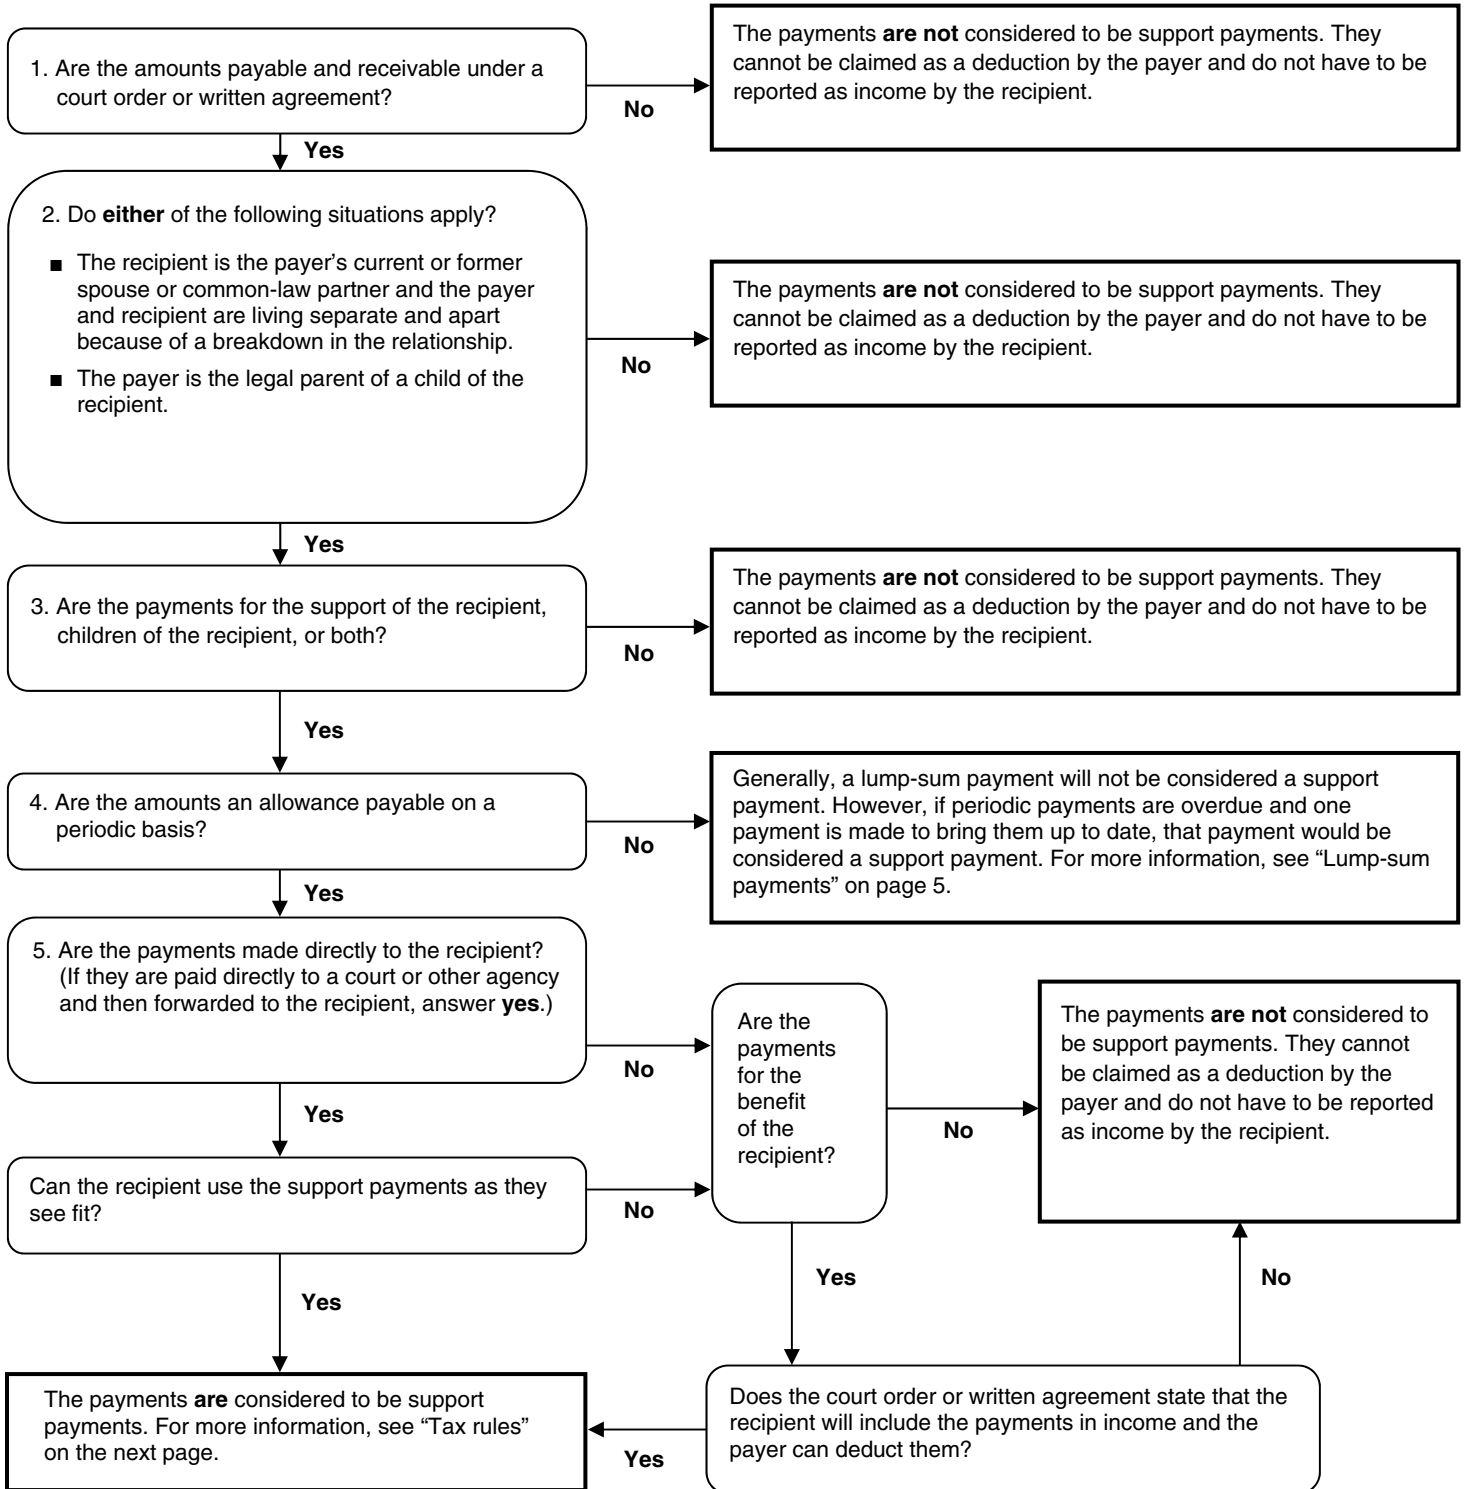 1. Are the amounts payable and receivable under a
court order or written agreement?
No
The payments are not considered to be support payments. They
cannot be claimed as a deduction by the payer and do not have to be
reported as income by the recipient.
Yes
2. Do either of the following situations apply?
■ The recipient is the payer's current or former
spouse or common-law partner and the payer
and recipient are living separate and apart
because of a breakdown in the relationship.
■ The payer is the legal parent of a child of the
recipient.
No
The payments are not considered to be support payments. They
cannot be claimed as a deduction by the payer and do not have to be
reported as income by the recipient.
Yes
3. Are the payments for the support of the recipient,
children of the recipient, or both?
No
The payments are not considered to be support payments. They
cannot be claimed as a deduction by the payer and do not have to be
reported as income by the recipient.
Yes
4. Are the amounts an allowance payable on a
periodic basis?
No
Generally, a lump-sum payment will not be considered a support
payment. However, if periodic payments are overdue and one
payment is made to bring them up to date, that payment would be
considered a support payment. For more information, see “Lump-sum
payments” on page 5.
Yes
5. Are the payments made directly to the recipient?
(If they are paid directly to a court or other agency
and then forwarded to the recipient, answer yes.)
No
Are the
payments
for the
benefit
of the
recipient?
No
The payments are not considered to
be support payments. They cannot
be claimed as a deduction by the
payer and do not have to be reported
as income by the recipient.
Yes
Can the recipient use the support payments as they
see fit?
No
Yes
Yes
No
The payments are considered to be support
payments. For more information, see “Tax rules”
on the next page.
Yes
Does the court order or written agreement state that the
recipient will include the payments in income and the
payer can deduct them?